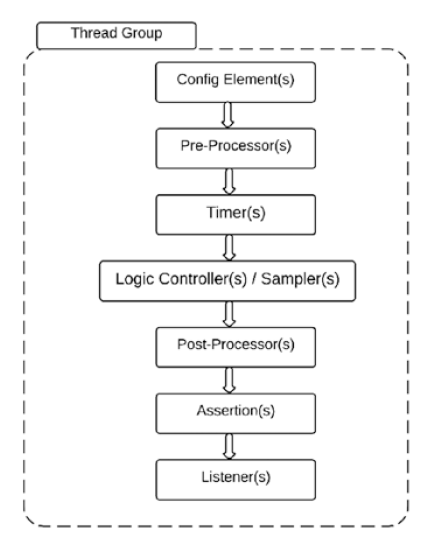 Thread Group
Config Element(s)
Pre-Processor(s)
Timer(s)
Logic Controller(s) / Sampler(s)
Post-Processor(s)
Assertion(s)
Listener(s)